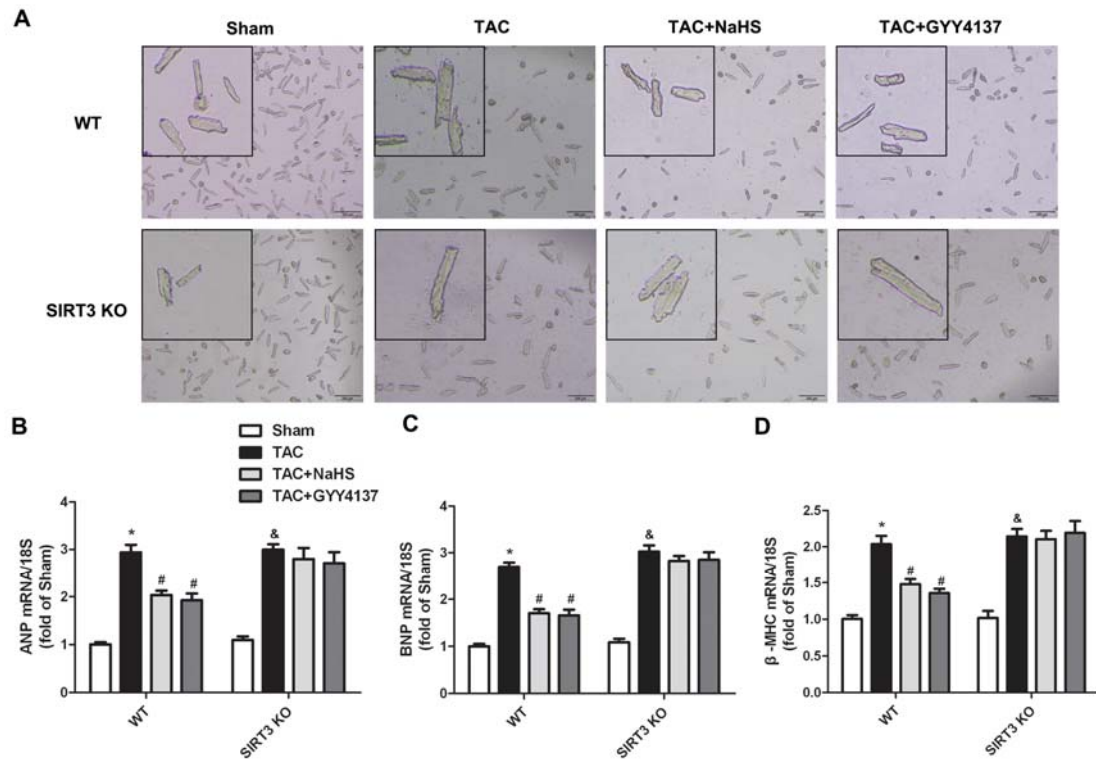 A
Sham
TAC
TAC+NaHS
TAC+GYY4137
WT
SIRT3 KO
B
Sham
TAC
TAC+NaHS
TAC+GYY4137
ANP mRNA/18S
(fold of Sham)
4
3
2
1
0
*
#
#
&
WT
SIRT3 KO
C
BNP mRNA/18S
(fold of Sham)
4
3
2
1
0
*
#
#
&
WT
SIRT3 KO
D
β -MHC mRNA/18S
(fold of Sham)
2.5
2.0
1.5
1.0
0.5
0.0
*
#
#
&
WT
SIRT3 KO